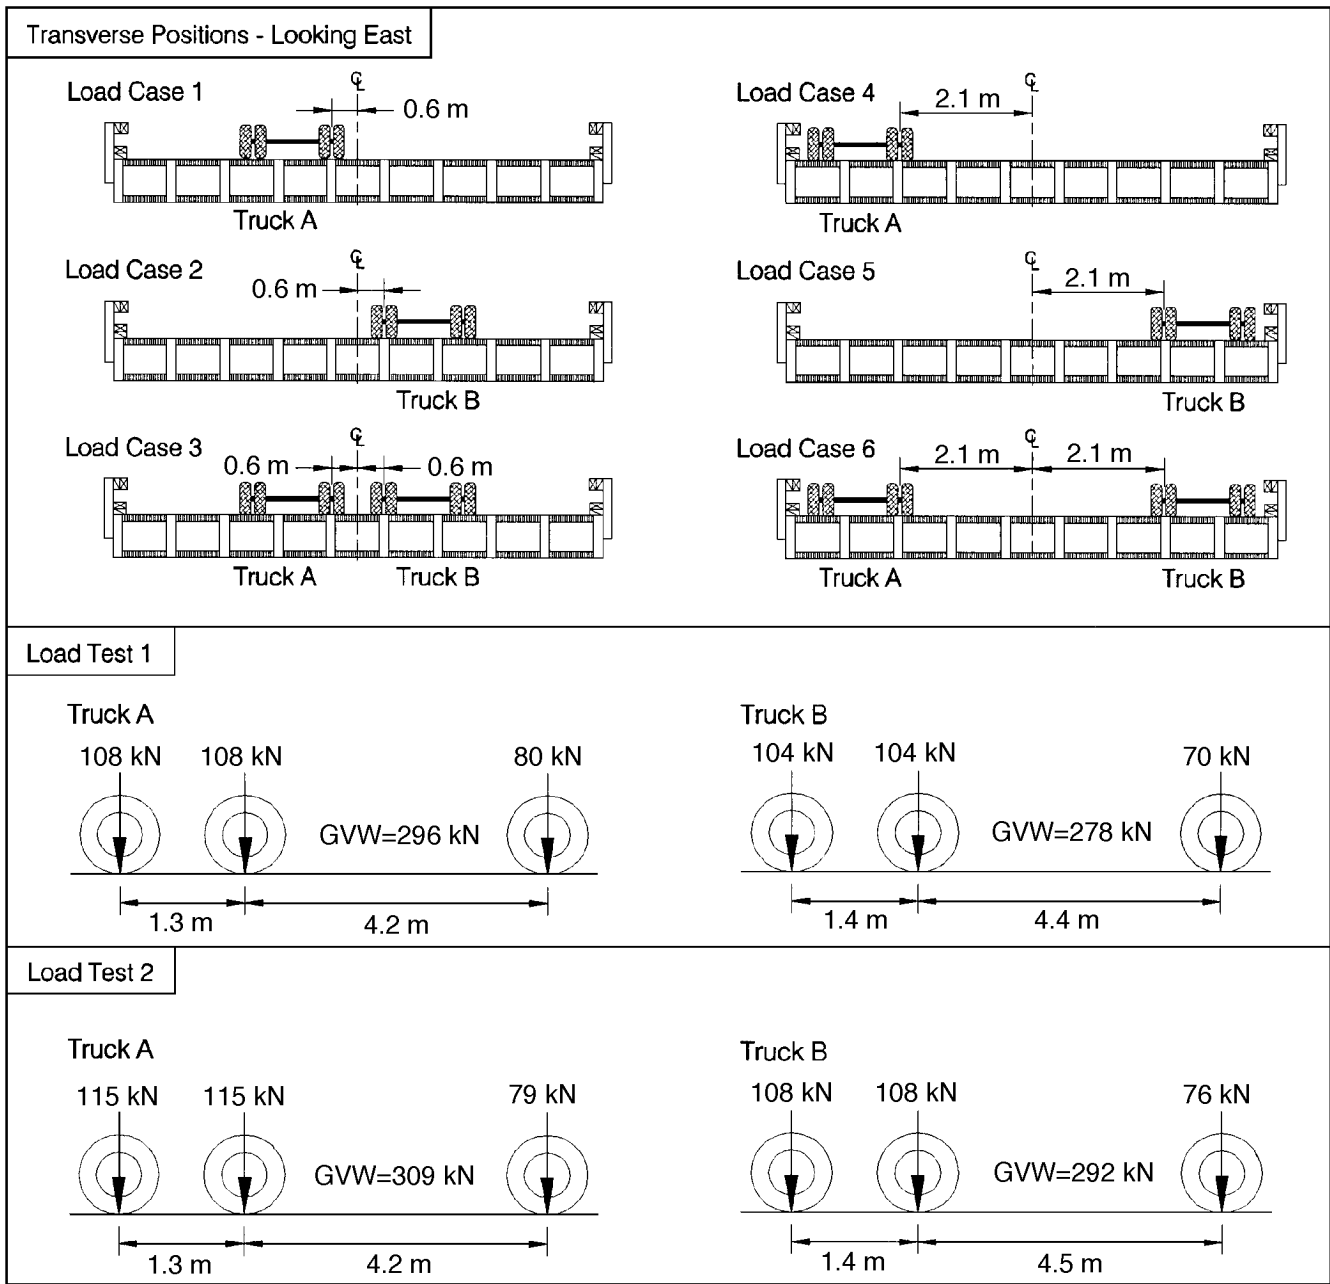 Transverse Positions - Looking East
Load Case 1
℄
0.6 m
Truck A
Load Case 4
2.1 m
℄
Truck A
Load Case 2
℄
0.6 m
Truck B
Load Case 5
℄
2.1 m
Truck B
Load Case 3
℄
0.6 m
0.6 m
Truck A
Truck B
Load Case 6
℄
2.1 m
2.1 m
Truck A
Truck B
Load Test 1
Truck A
108 kN
108 kN
80 kN
GVW=296 kN
1.3 m
4.2 m
Truck B
104 kN
104 kN
70 kN
GVW=278 kN
1.4 m
4.4 m
Load Test 2
Truck A
115 kN
115 kN
79 kN
GVW=309 kN
1.3 m
4.2 m
Truck B
108 kN
108 kN
76 kN
GVW=292 kN
1.4 m
4.5 m